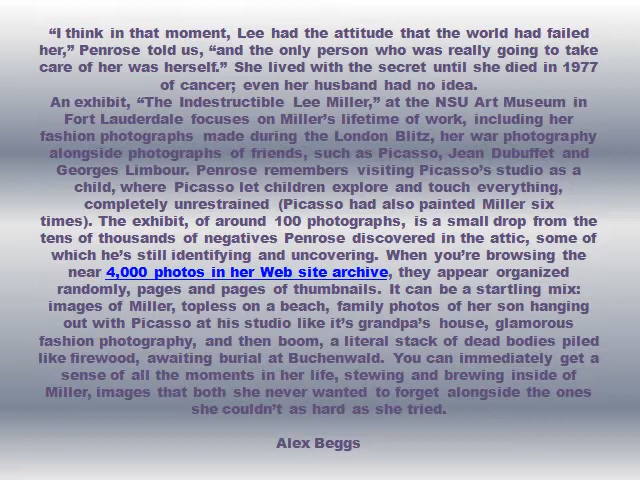 “I think in that moment, Lee had the attitude that the world had failed
her,” Penrose told us, “and the only person who was really going to take
care of her was herself.” She lived with the secret until she died in 1977
of cancer; even her husband had no idea.
An exhibit, “The Indestructible Lee Miller,” at the NSU Art Museum in
Fort Lauderdale focuses on Miller’s lifetime of work, including her
fashion photographs made during the London Blitz, her war photography
alongside photographs of friends, such as Picasso, Jean Dubuffet and
Georges Limbour. Penrose remembers visiting Picasso’s studio as a
child, where Picasso let children explore and touch everything,
completely unrestrained (Picasso had also painted Miller six
times). The exhibit, of around 100 photographs, is a small drop from the
tens of thousands of negatives Penrose discovered in the attic, some of
which he’s still identifying and uncovering. When you’re browsing the
near 4,000 photos in her Web site archive, they appear organized
randomly, pages and pages of thumbnails. It can be a startling mix:
images of Miller, topless on a beach, family photos of her son hanging
out with Picasso at his studio like it’s grandpa’s house, glamorous
fashion photography, and then boom, a literal stack of dead bodies piled
like firewood, awaiting burial at Buchenwald. You can immediately get a
sense of all the moments in her life, stewing and brewing inside of
Miller, images that both she never wanted to forget alongside the ones
she couldn’t as hard as she tried.
Alex Beggs